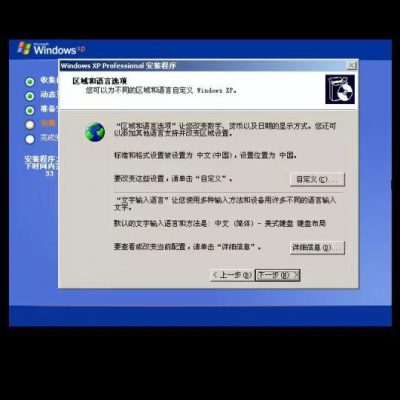 Windows xp
Windows XP Professional 安装程序
区域和语言选项
您可以为不同的区域和语言自定义 Windows XP。
“区域和语言选项”让您改变数字、货币以及日期的显示方式。您还可
以添加其他语言支持并改变区域设置。
标准和格式设置被设置为 中文(中国)，设置位置为 中国。
要改变这些设置，请单击“自定义”。
自定义(C)...
“文字输入语言”让您使用多种输入方法和设备用许多不同的语言输入
文字。
默认的文字输入语言和方法是: 中文 (简体) - 美式键盘 键盘布局
要查看或改变当前配置，请单击“详细信息”。
详细信息(D)...
< 上一步(B)
下一步(N) >
收集
动态
准备
安装
完成
安装程序
下时间内
33